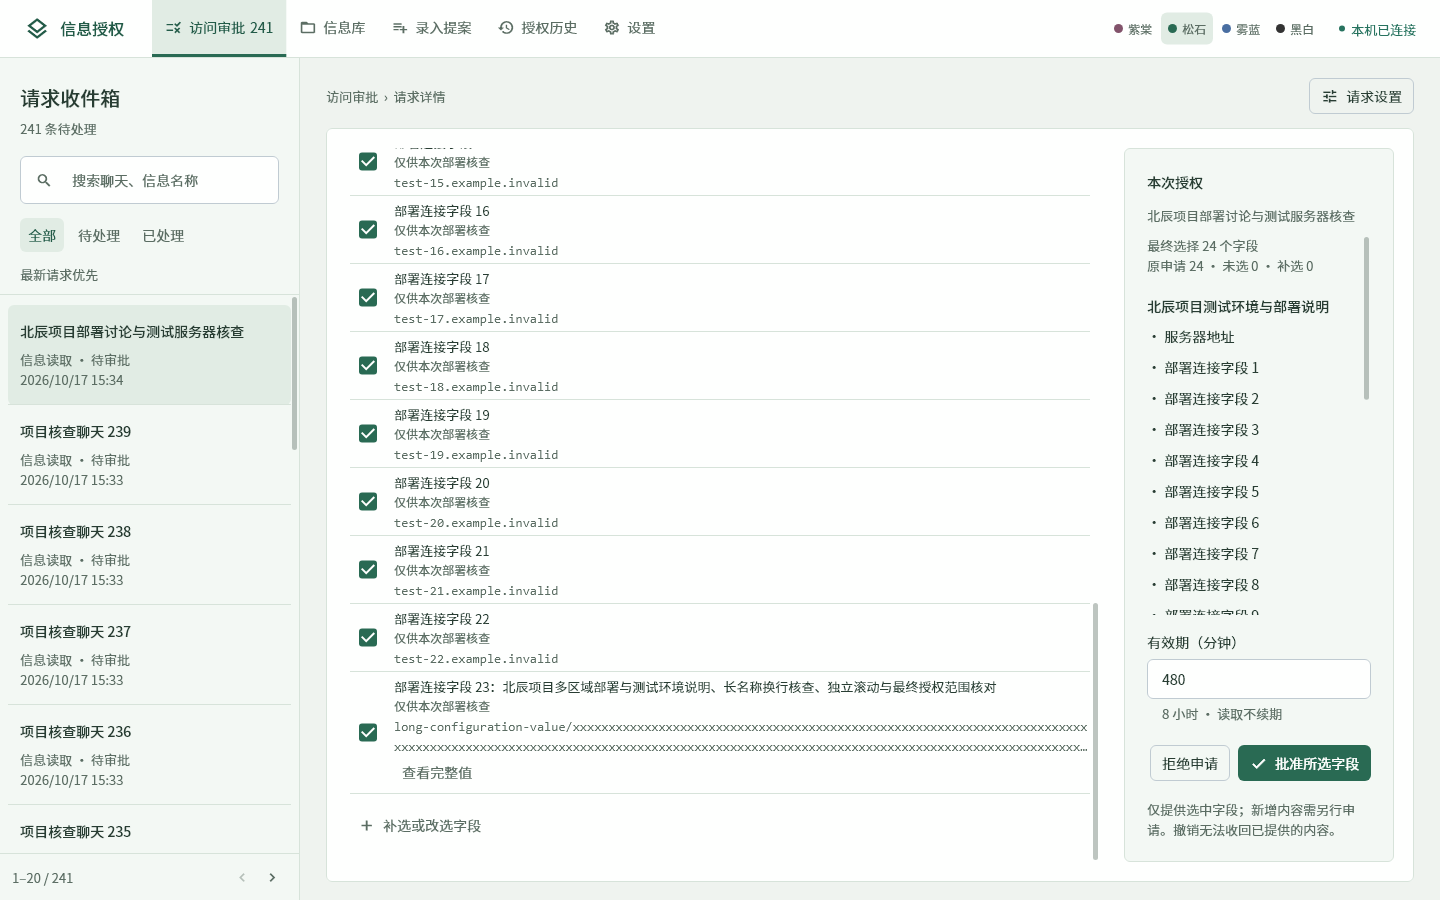 信息授权
访问审批 241
信息库
录入提案
授权历史
设置
紫棠
松石
雾蓝
黑白
本机已连接
请求收件箱
241 条待处理
搜索聊天、信息名称
全部
待处理
已处理
最新请求优先
北辰项目部署讨论与测试服务器核查
信息读取 · 待审批
2026/10/17 15:34
项目核查聊天 239
信息读取 · 待审批
2026/10/17 15:33
项目核查聊天 238
信息读取 · 待审批
2026/10/17 15:33
项目核查聊天 237
信息读取 · 待审批
2026/10/17 15:33
项目核查聊天 236
信息读取 · 待审批
2026/10/17 15:33
项目核查聊天 235
1–20 / 241
访问审批 › 请求详情
请求设置
仅供本次部署核查
test-15.example.invalid
部署连接字段 16
仅供本次部署核查
test-16.example.invalid
部署连接字段 17
仅供本次部署核查
test-17.example.invalid
部署连接字段 18
仅供本次部署核查
test-18.example.invalid
部署连接字段 19
仅供本次部署核查
test-19.example.invalid
部署连接字段 20
仅供本次部署核查
test-20.example.invalid
部署连接字段 21
仅供本次部署核查
test-21.example.invalid
部署连接字段 22
仅供本次部署核查
test-22.example.invalid
部署连接字段 23：北辰项目多区域部署与测试环境说明、长名称换行核查、独立滚动与最终授权范围核对
仅供本次部署核查
查看完整值
补选或改选字段
本次授权
北辰项目部署讨论与测试服务器核查
最终选择 24 个字段
原申请 24 · 未选 0 · 补选 0
北辰项目测试环境与部署说明
· 服务器地址
· 部署连接字段 1
· 部署连接字段 2
· 部署连接字段 3
· 部署连接字段 4
· 部署连接字段 5
· 部署连接字段 6
· 部署连接字段 7
· 部署连接字段 8
有效期（分钟）
480
8 小时 · 读取不续期
拒绝申请
批准所选字段
仅提供选中字段；新增内容需另行申
请。撤销无法收回已提供的内容。